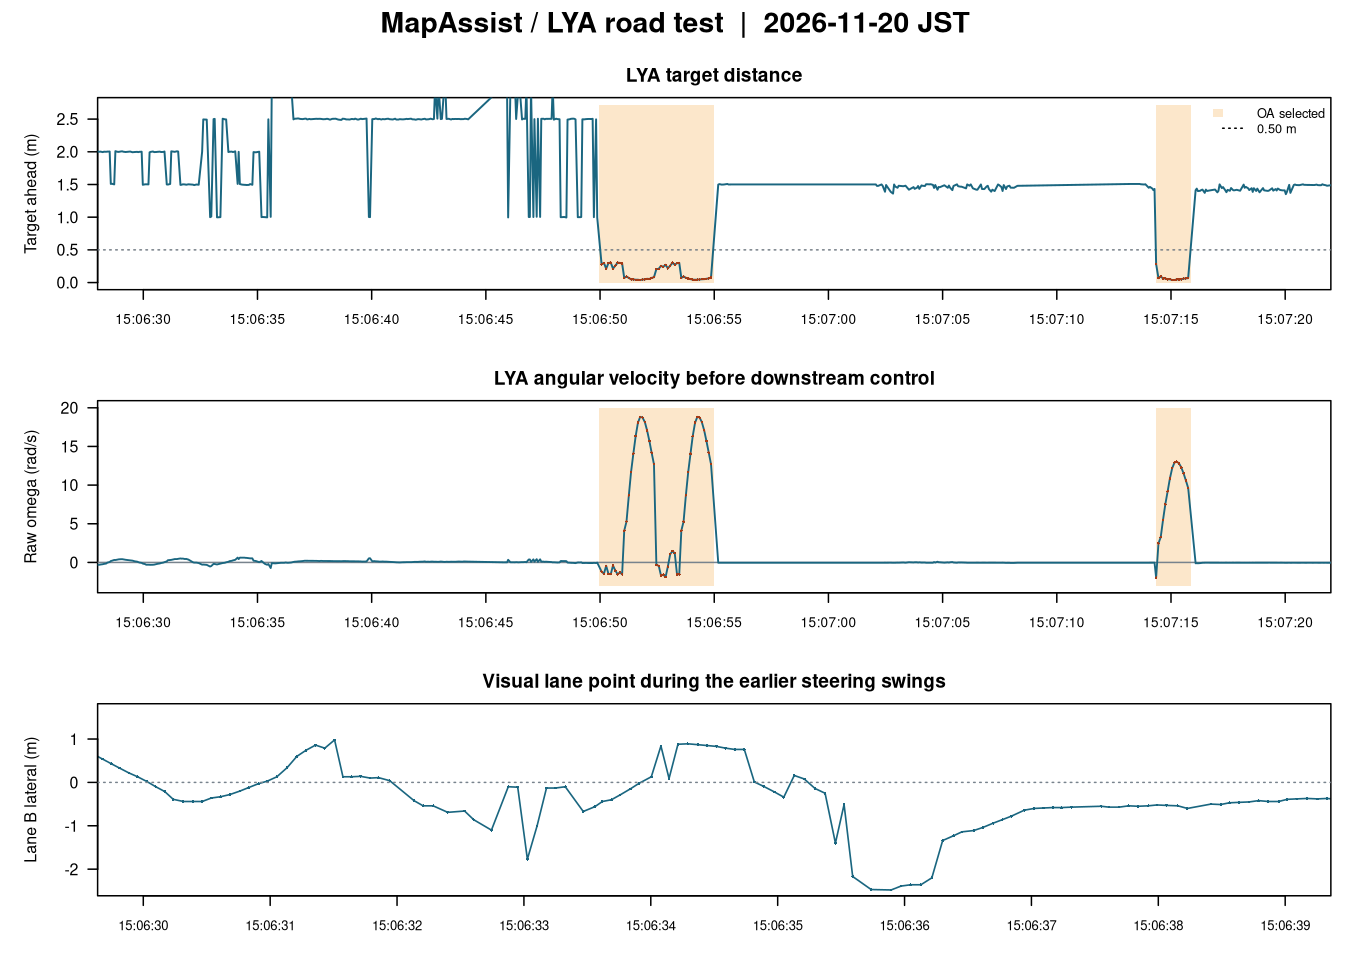 MapAssist / LYA road test | 2026-11-20 JST
LYA target distance
Target ahead (m)
2.5
2.0
1.5
1.0
0.5
0.0
OA selected
0.50 m
15:06:30 15:06:35 15:06:40 15:06:45 15:06:50 15:06:55 15:07:00 15:07:05 15:07:10 15:07:15 15:07:20
LYA angular velocity before downstream control
Raw omega (rad/s)
20
15
10
5
0
15:06:30 15:06:35 15:06:40 15:06:45 15:06:50 15:06:55 15:07:00 15:07:05 15:07:10 15:07:15 15:07:20
Visual lane point during the earlier steering swings
Lane B lateral (m)
1
0
-1
-2
15:06:30 15:06:31 15:06:32 15:06:33 15:06:34 15:06:35 15:06:36 15:06:37 15:06:38 15:06:39